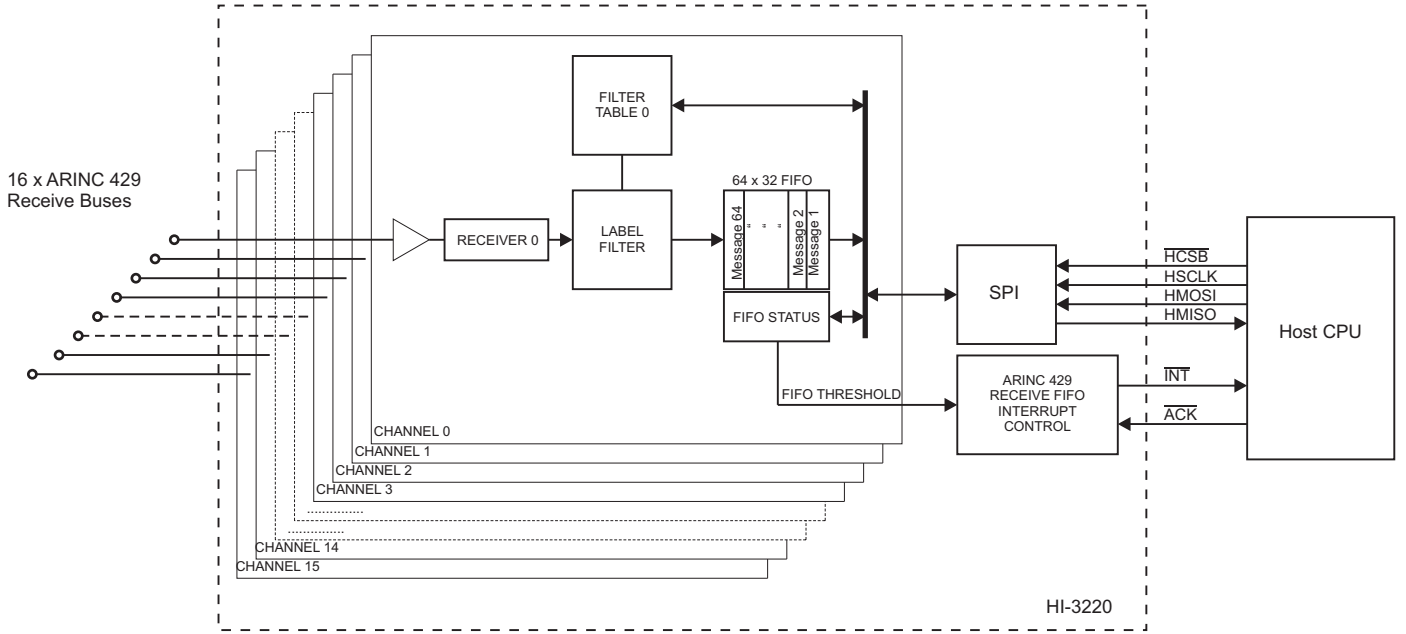 16 x ARINC 429
Receive Buses
FILTER
TABLE 0
RECEIVER 0
LABEL
FILTER
64 x 32 FIFO
Message 64
" " "
Message 2
Message 1
FIFO STATUS
FIFO THRESHOLD
SPI
HCSB
HSCLK
HMOSI
HMISO
Host CPU
ARINC 429
RECEIVE FIFO
INTERRUPT
CONTROL
INT
ACK
CHANNEL 0
CHANNEL 1
CHANNEL 2
CHANNEL 3
................
................
CHANNEL 14
CHANNEL 15
HI-3220